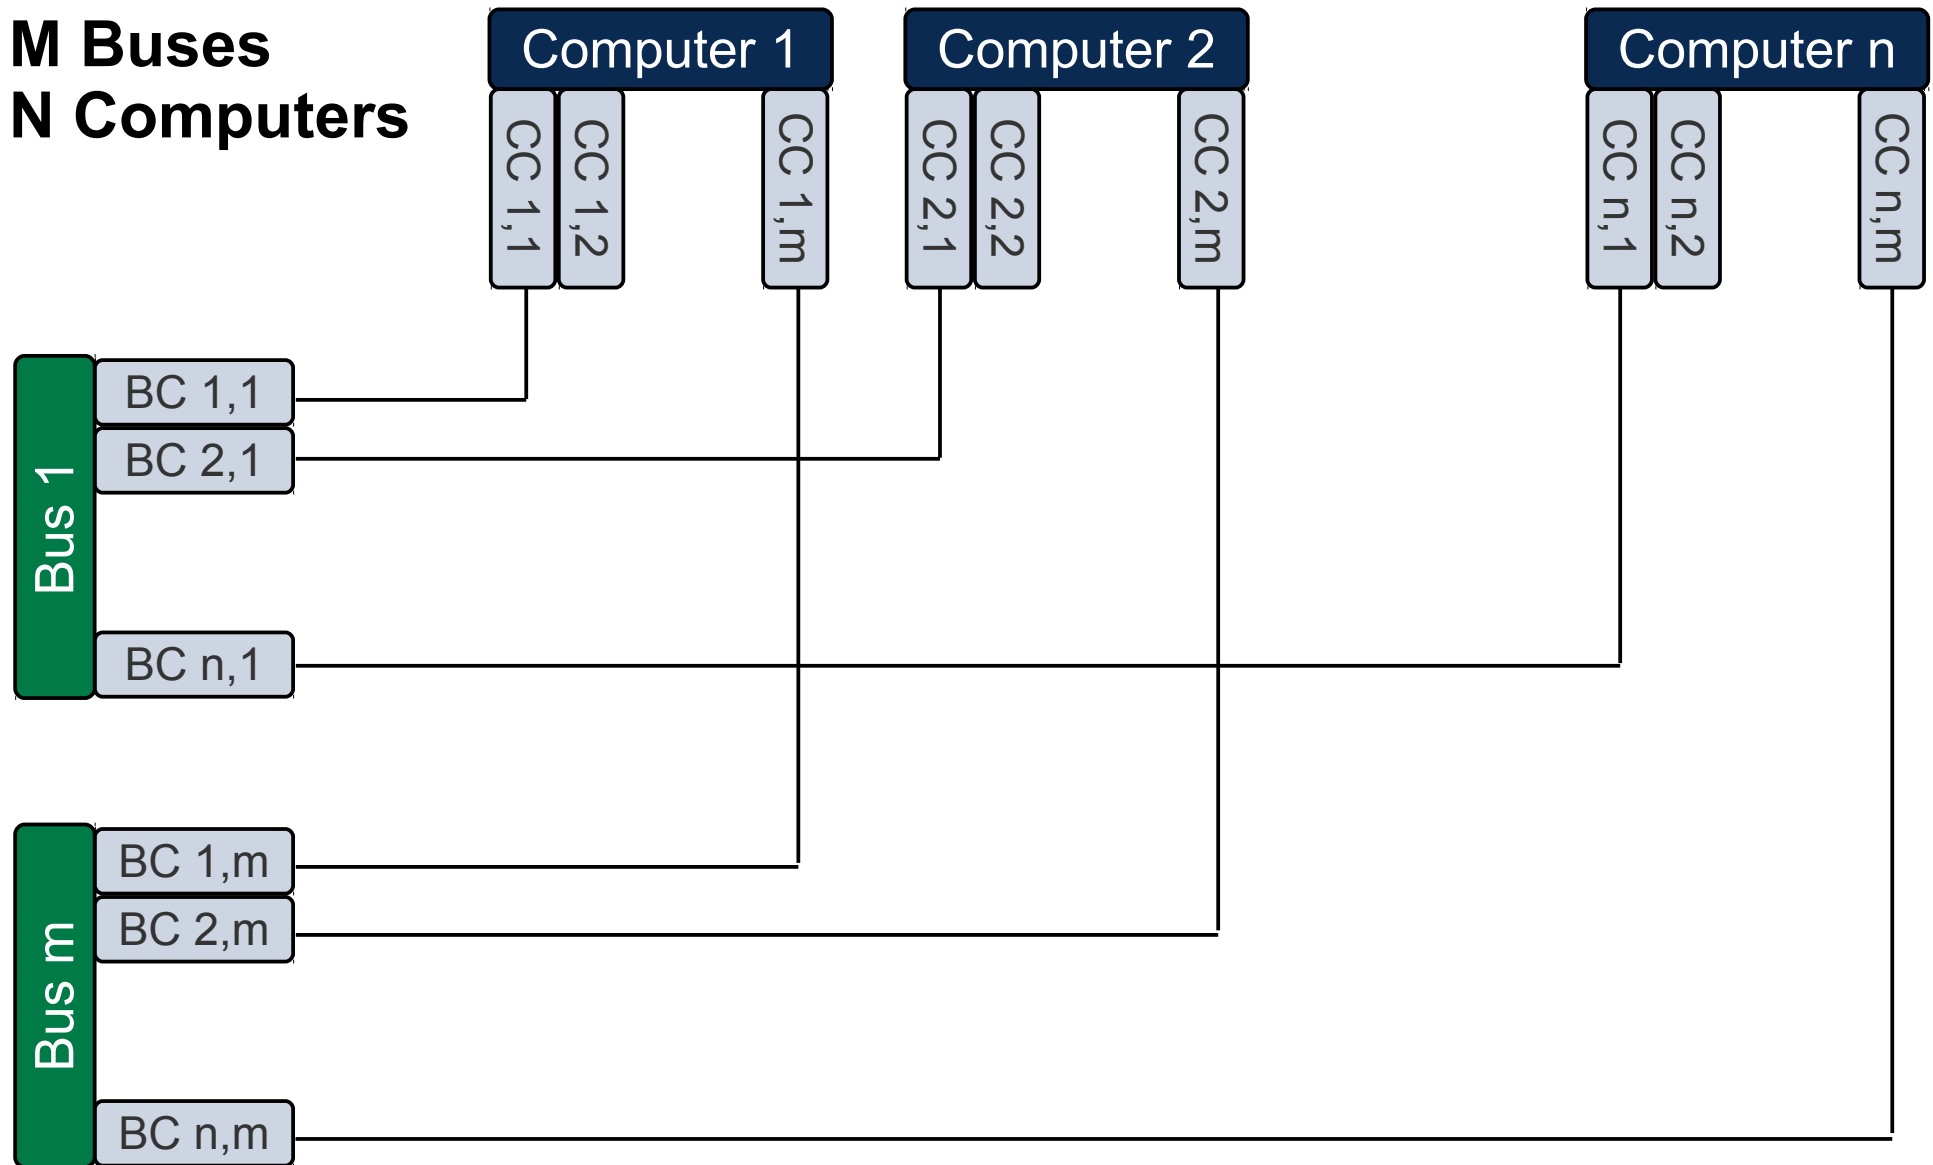 M Buses
N Computers
Computer 1
Computer 2
Computer n
CC 1,1
CC 1,2
CC 1,m
CC 2,1
CC 2,2
CC 2,m
CC n,1
CC n,2
CC n,m
Bus 1
BC 1,1
BC 2,1
BC n,1
Bus m
BC 1,m
BC 2,m
BC n,m